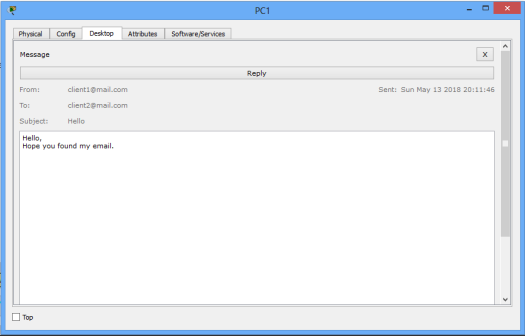 PC1
Physical Config Desktop Attributes Software/Services
Message X
Reply
From: client1@mail.com Sent: Sun May 13 2018 20:11:46
To: client2@mail.com
Subject: Hello
Hello,
Hope you found my email.
Top